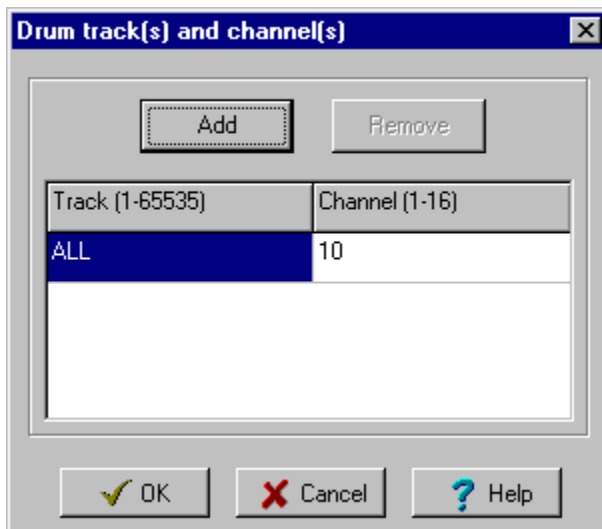 Drum track(s) and channel(s)
Add Remove
Track (1-65535) Channel (1-16)
ALL 10
OK Cancel Help